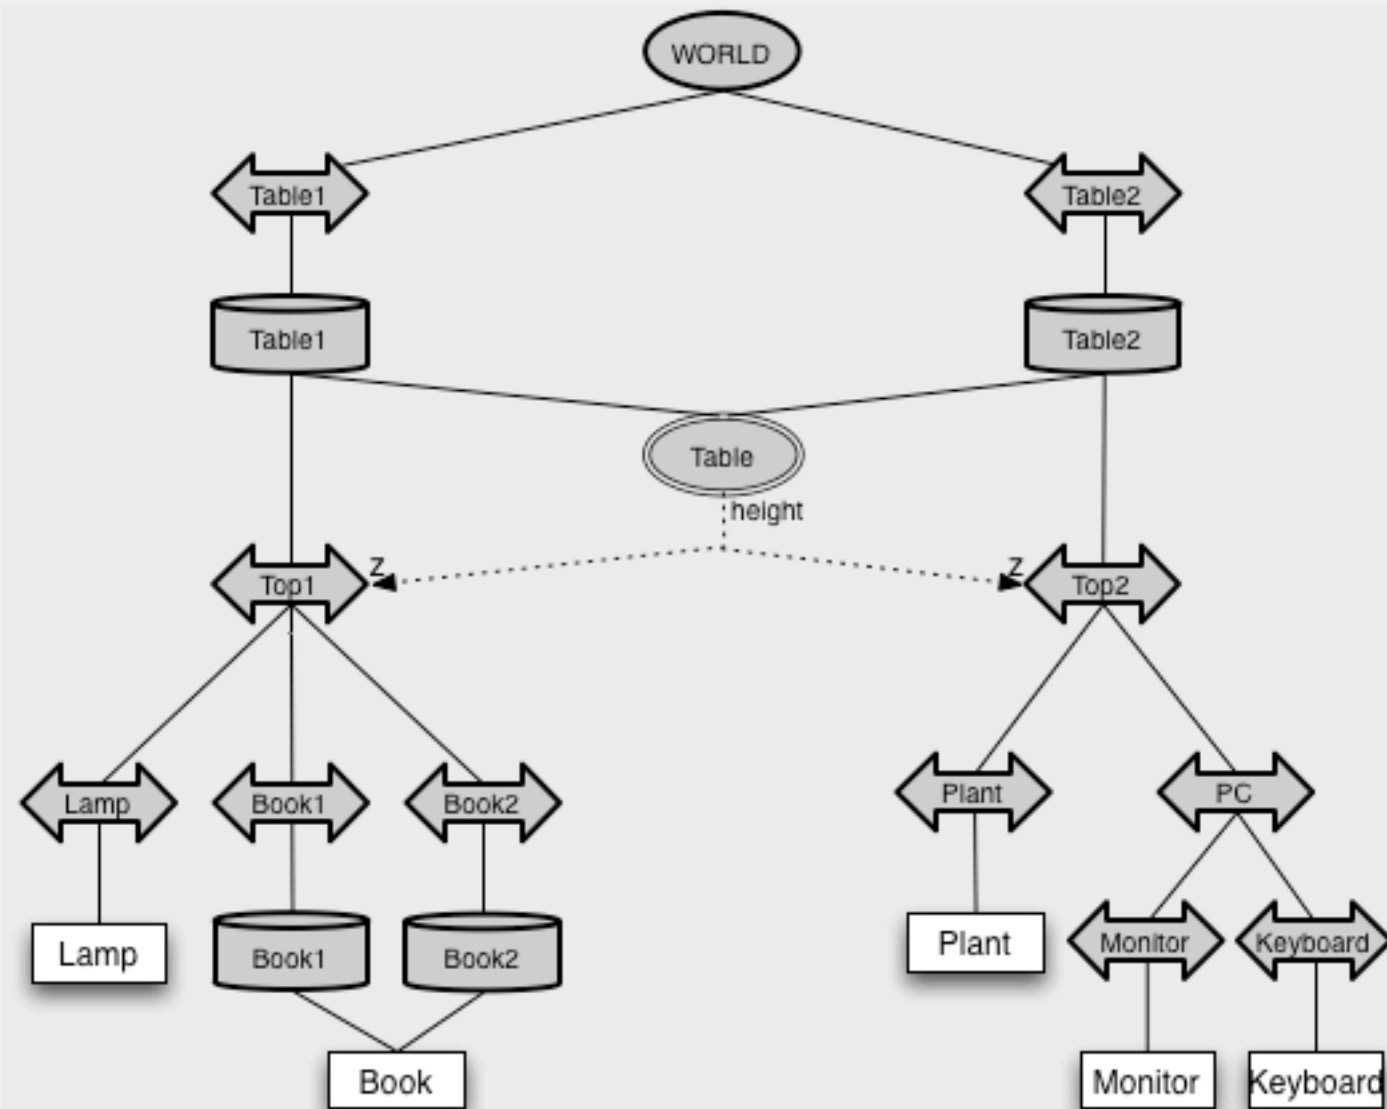 WORLD
Table1
Table2
Table1
Table2
Table
height
Z
Z
Top1
Top2
Lamp
Book1
Book2
Plant
PC
Lamp
Book1
Book2
Plant
Monitor
Keyboard
Book
Monitor
Keyboard